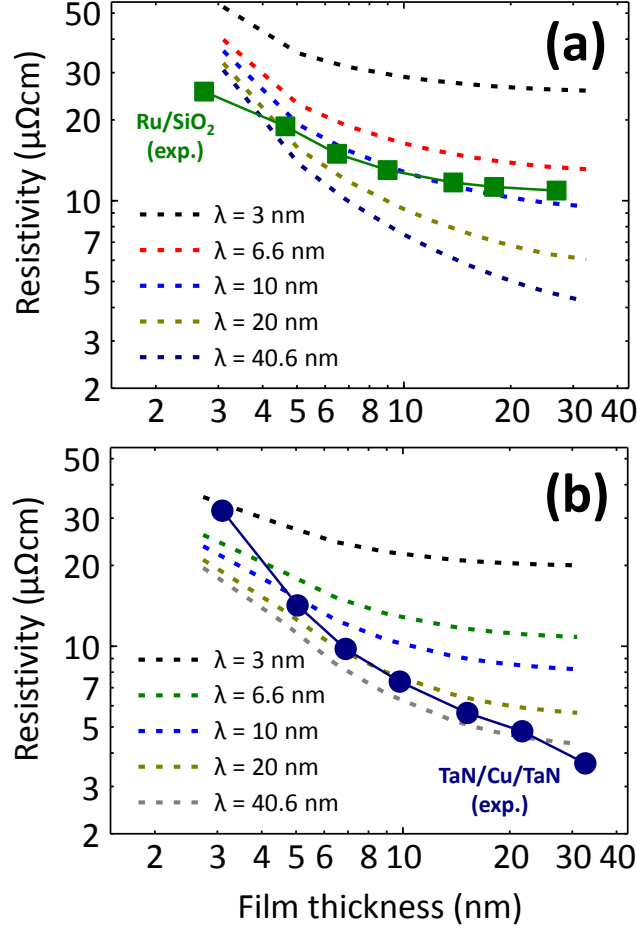 (a)
50
30
20
10
7
5
3
2
Resistivity (μΩcm)
Ru/SiO₂
(exp.)
λ = 3 nm
λ = 6.6 nm
λ = 10 nm
λ = 20 nm
λ = 40.6 nm
2 3 4 5 6 8 10 20 30 40
(b)
50
30
20
10
7
5
3
2
Resistivity (μΩcm)
λ = 3 nm
λ = 6.6 nm
λ = 10 nm
λ = 20 nm
λ = 40.6 nm
TaN/Cu/TaN
(exp.)
2 3 4 5 6 8 10 20 30 40
Film thickness (nm)